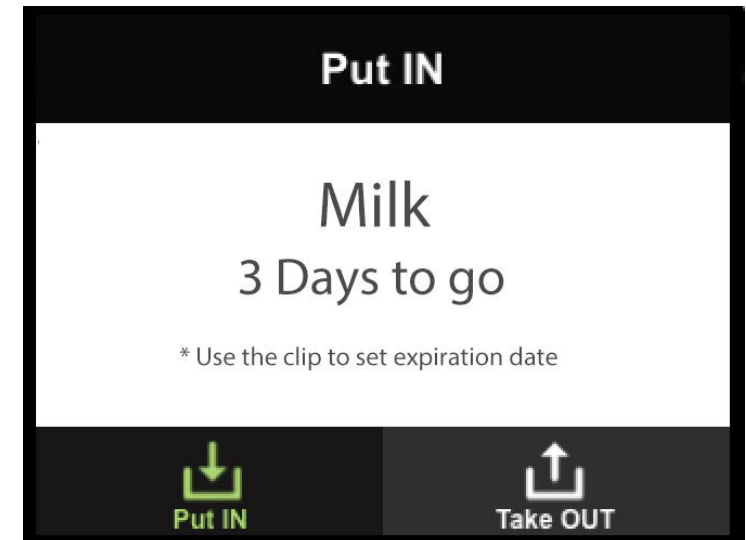 Put IN
Milk
3 Days to go
* Use the clip to set expiration date
Put IN
Take OUT